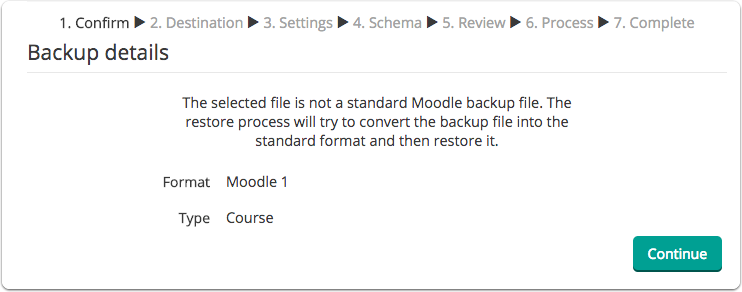 1. Confirm ▶ 2. Destination ▶ 3. Settings ▶ 4. Schema ▶ 5. Review ▶ 6. Process ▶ 7. Complete
Backup details
The selected file is not a standard Moodle backup file. The
restore process will try to convert the backup file into the
standard format and then restore it.
Format Moodle 1
Type Course
Continue